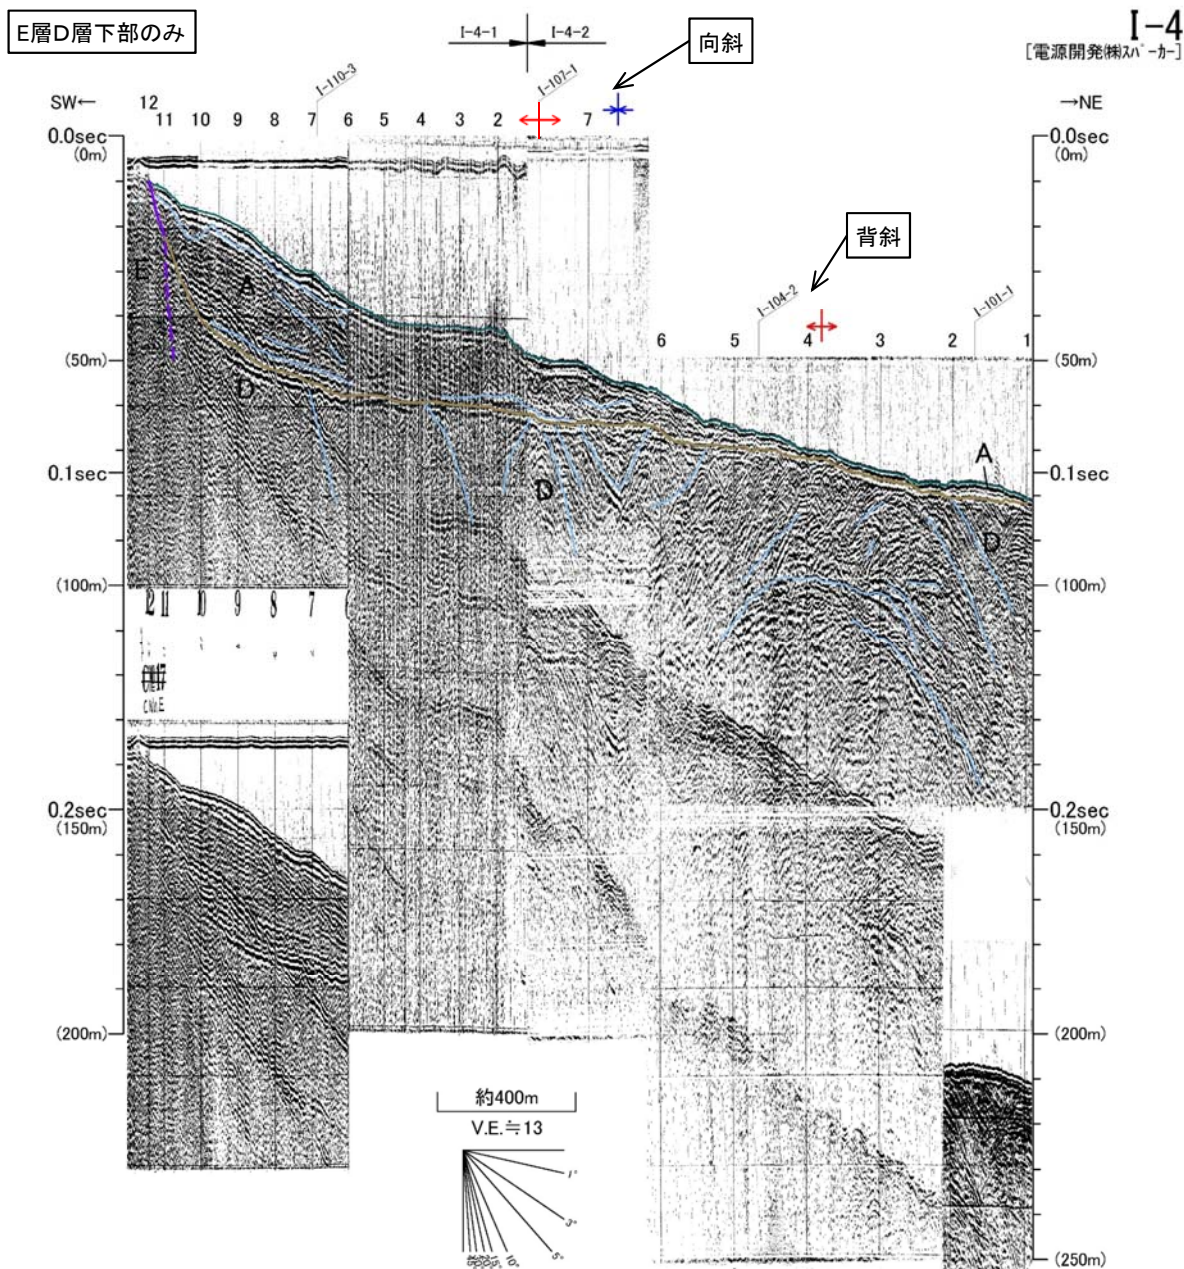 E層D層下部のみ
I-4-1
I-4-2
I-4
[電源開発㈱スパーカー]
向斜
I-110-3
I-107-1
SW←
→NE
12
11
10
9
8
7
6
5
4
3
2
7
0.0sec
(0m)
0.0sec
(0m)
背斜
I-104-2
I-101-1
E
A
6
5
4
3
2
1
(50m)
(50m)
D
A
0.1sec
D
0.1sec
D
(100m)
(100m)
12
11
10
9
8
7
0.2sec
(150m)
0.2sec
(150m)
(200m)
(200m)
約400m
V.E.≒13
1°
3°
5°
10°
15°
(250m)